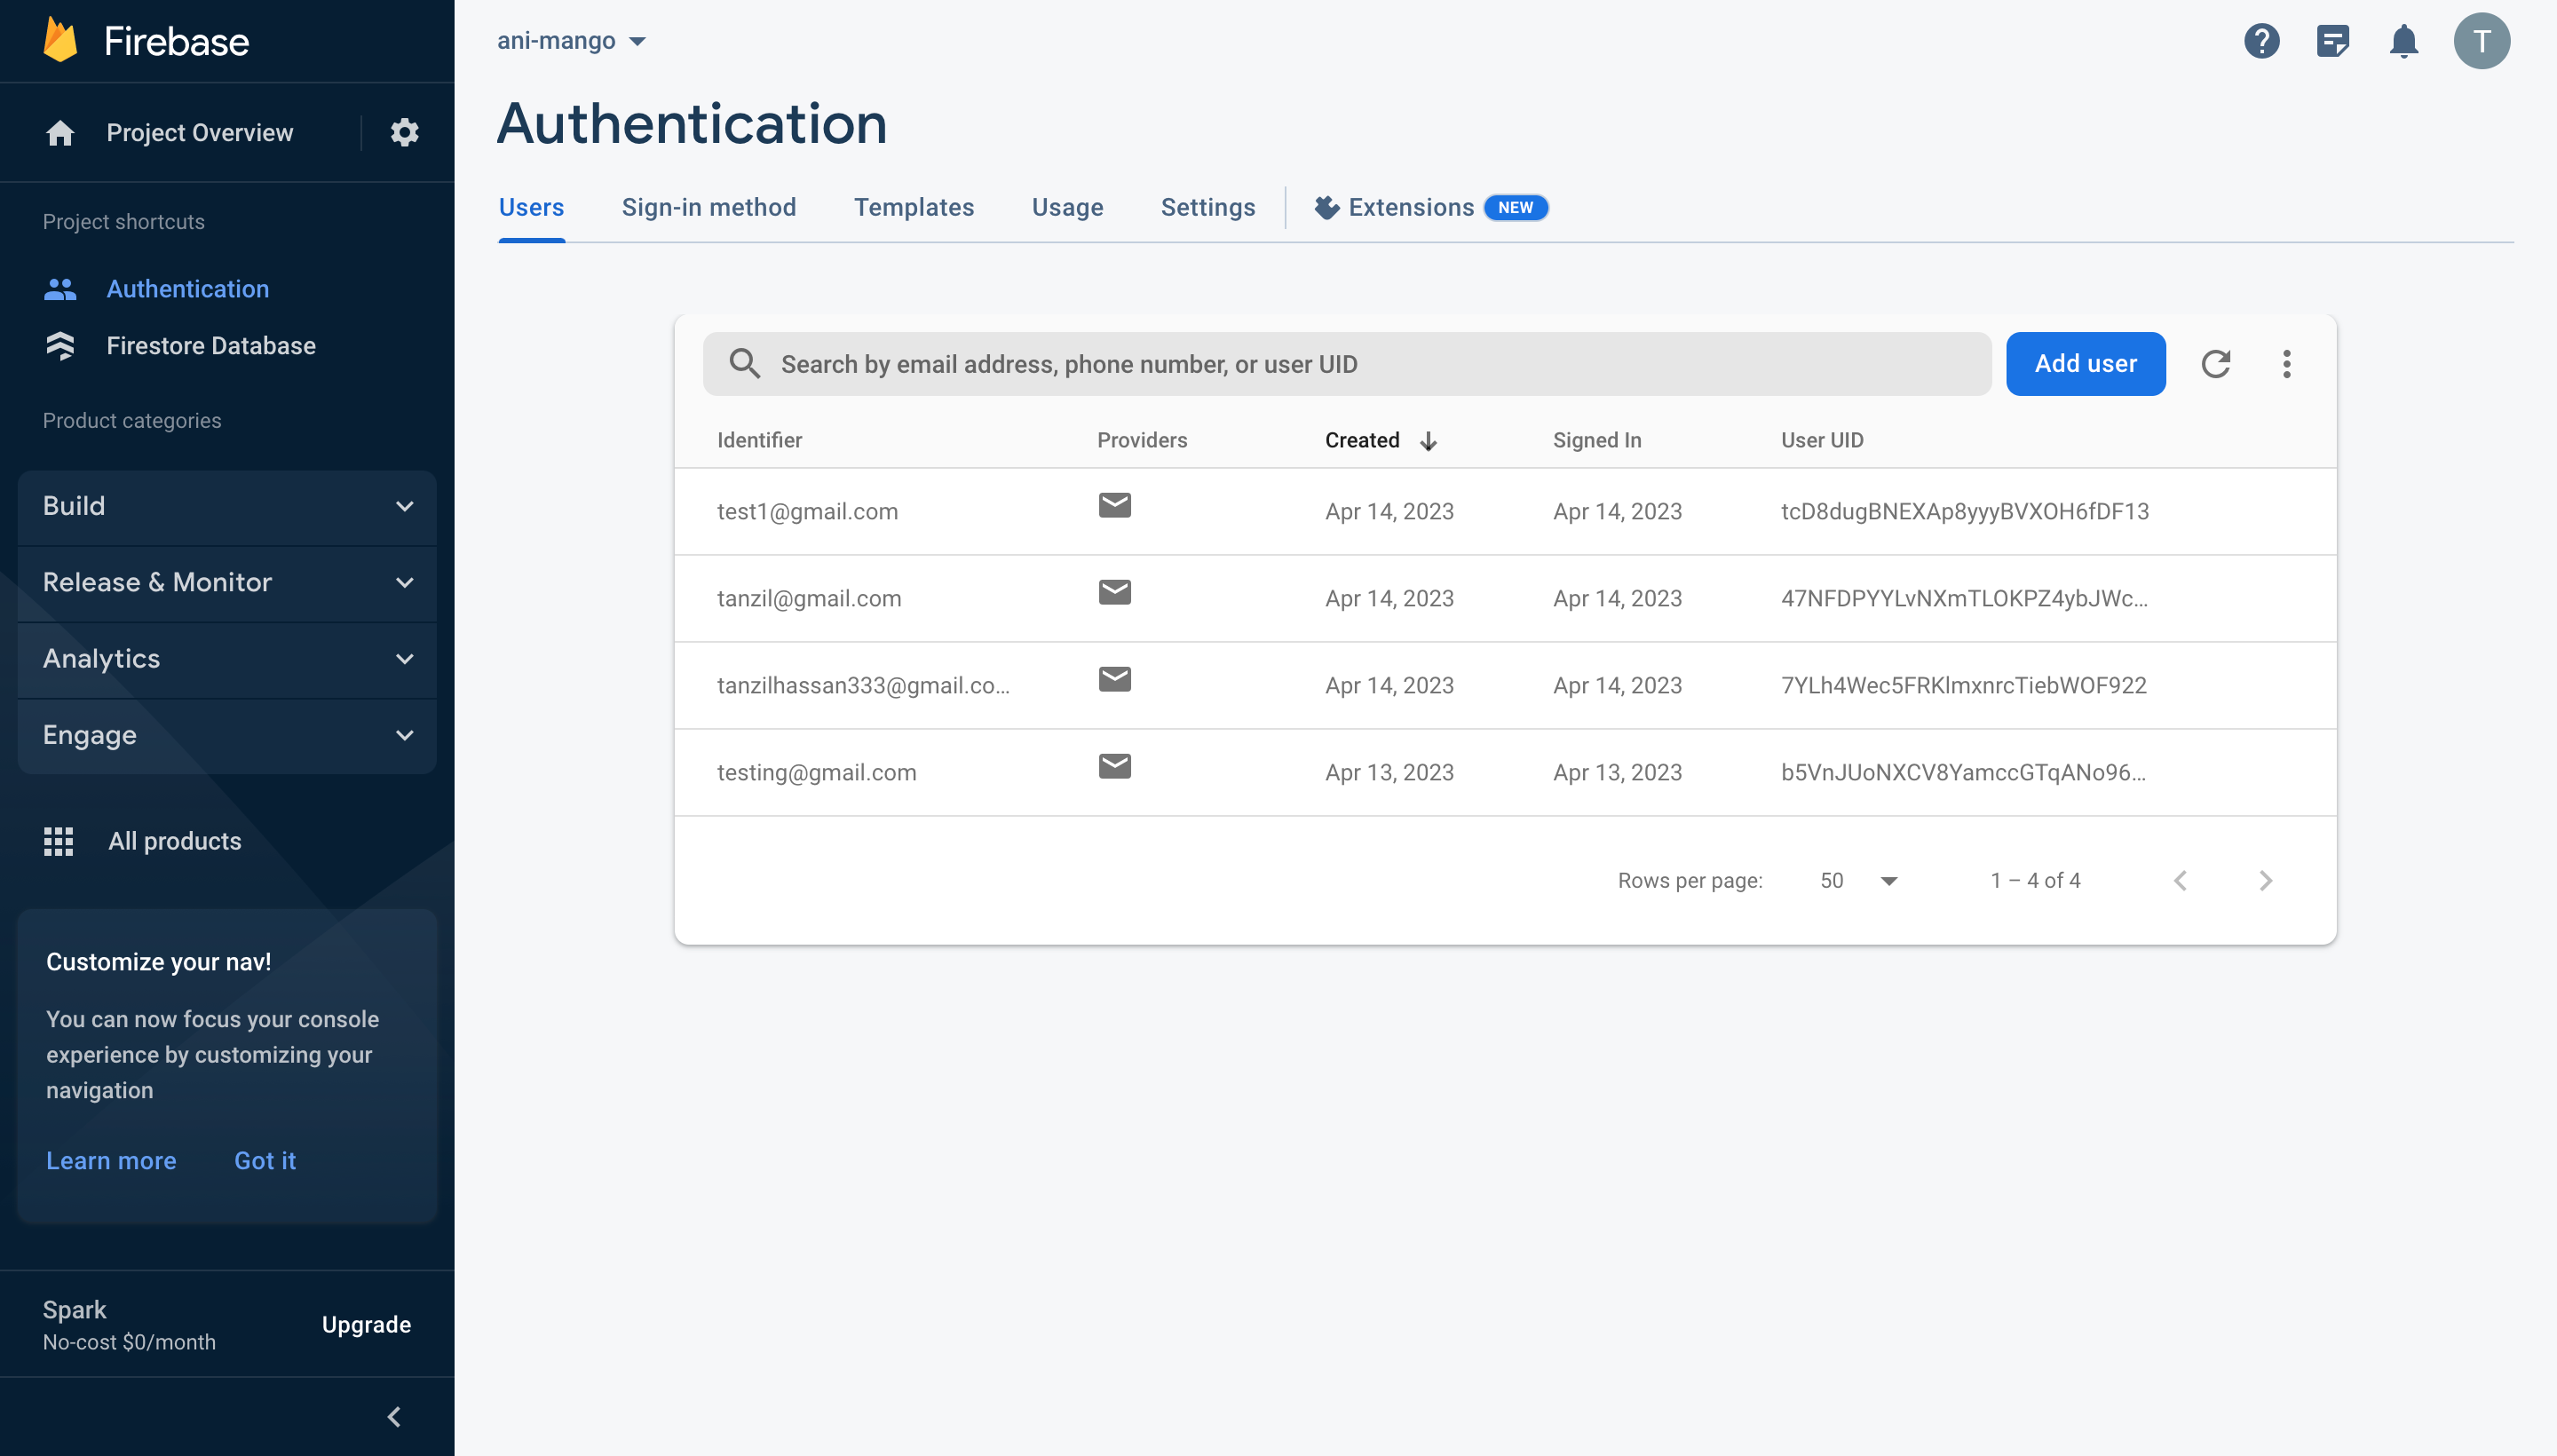 Firebase
Project Overview
Project shortcuts
Authentication
Firestore Database
Product categories
Build
Release & Monitor
Analytics
Engage
All products
Customize your nav!
You can now focus your console
experience by customizing your
navigation
Learn more Got it
Spark
No-cost $0/month
Upgrade
ani-mango
T
Authentication
Users Sign-in method Templates Usage Settings Extensions NEW
Search by email address, phone number, or user UID
Add user
Identifier Providers Created Signed In User UID
test1@gmail.com Apr 14, 2023 Apr 14, 2023 tcD8dugBNEXAp8yyyBVXOH6fDF13
tanzil@gmail.com Apr 14, 2023 Apr 14, 2023 47NFDPYYLvNXmTLOKPZ4ybJWc...
tanzilhassan333@gmail.co... Apr 14, 2023 Apr 14, 2023 7YLh4Wec5FRKlmxnrcTiebWOF922
testing@gmail.com Apr 13, 2023 Apr 13, 2023 b5VnJUoNXCV8YamccGTqANo96...
Rows per page: 50 1 – 4 of 4